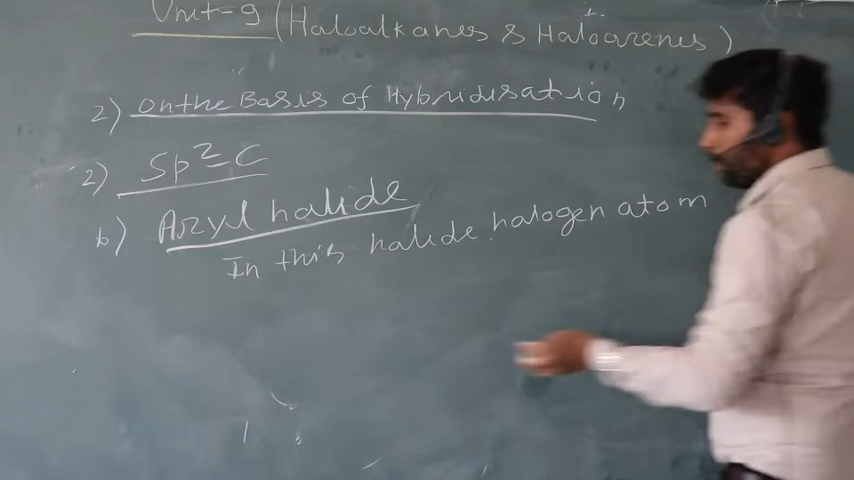 Unit-9 (Haloalkanes & Haloarenes)
2) On the Basis of Hybridisation
2) Sp²-C
b) Aryl halide
In this halide halogen atom